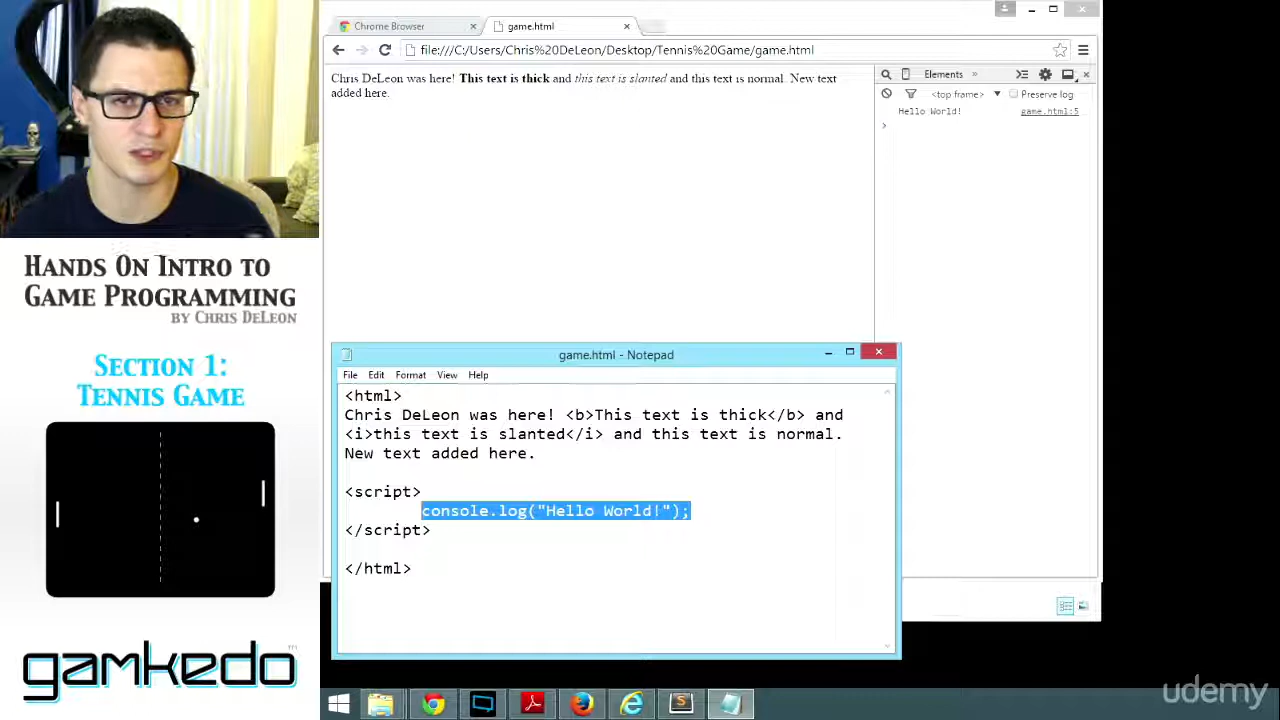 Chrome Browser
game.html
file:///C:/Users/Chris%20DeLeon/Desktop/Tennis%20Game/game.html
Chris DeLeon was here! This text is thick and this text is slanted and this text is normal. New text
added here.
Elements »
<top frame> ▼ Preserve log
Hello World! game.html:5
>
HANDS ON INTRO TO
GAME PROGRAMMING
BY CHRIS DELEON
SECTION 1:
TENNIS GAME
gamkedo™
game.html - Notepad
File Edit Format View Help
<html>
Chris DeLeon was here! <b>This text is thick</b> and
<i>this text is slanted</i> and this text is normal.
New text added here.
<script>
console.log("Hello World!");
</script>
</html>
udemy